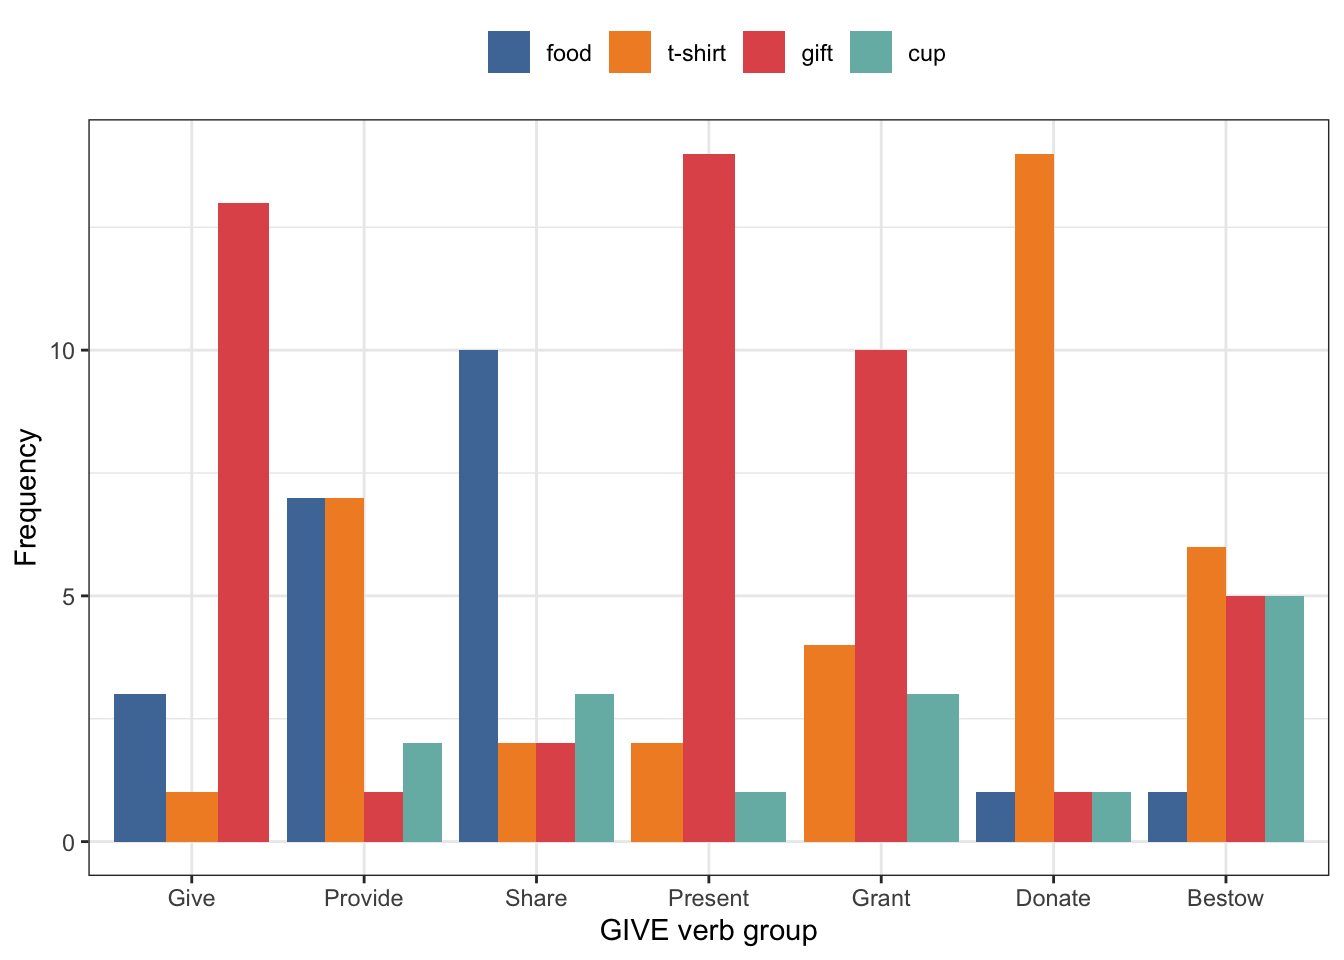 food t-shirt gift cup
10
5
0
Frequency
Give Provide Share Present Grant Donate Bestow
GIVE verb group